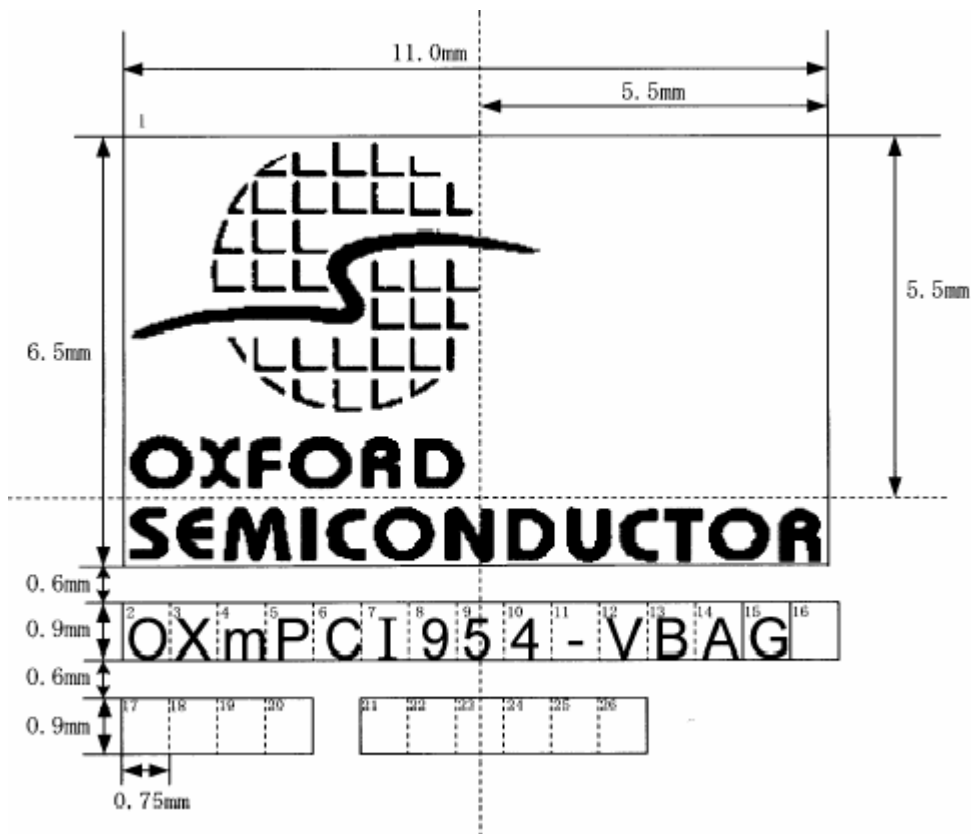 11.0mm
5.5mm
1
5.5mm
6.5mm
OXFORD
SEMICONDUCTOR
0.6mm
2 3 4 5 6 7 8 9 10 11 12 13 14 15 16
0.9mm
OXmPCI954-VBAG
0.6mm
17 18 19 20 21 22 23 24 25 26
0.9mm
0.75mm